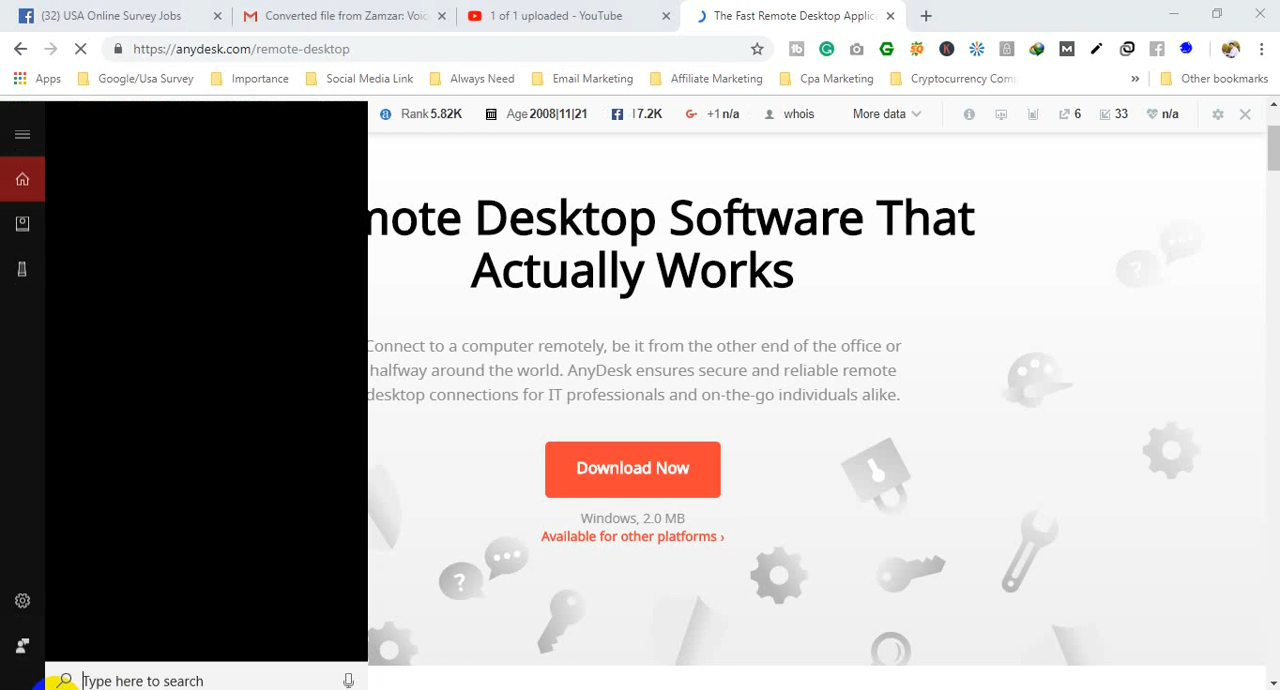 (32) USA Online Survey Jobs
Converted file from Zamzar: Voic
1 of 1 uploaded - YouTube
The Fast Remote Desktop Applic
https://anydesk.com/remote-desktop
Apps
Google/Usa Survey
Importance
Social Media Link
Always Need
Email Marketing
Affiliate Marketing
Cpa Marketing
Cryptocurrency Com
»
Other bookmarks
Rank 5.82K
Age 2008|11|21
l 7.2K
+1 n/a
whois
More data
6
33
n/a
mote Desktop Software That
Actually Works
Connect to a computer remotely, be it from the other end of the office or
halfway around the world. AnyDesk ensures secure and reliable remote
desktop connections for IT professionals and on-the-go individuals alike.
Download Now
Windows, 2.0 MB
Available for other platforms ›
Type here to search